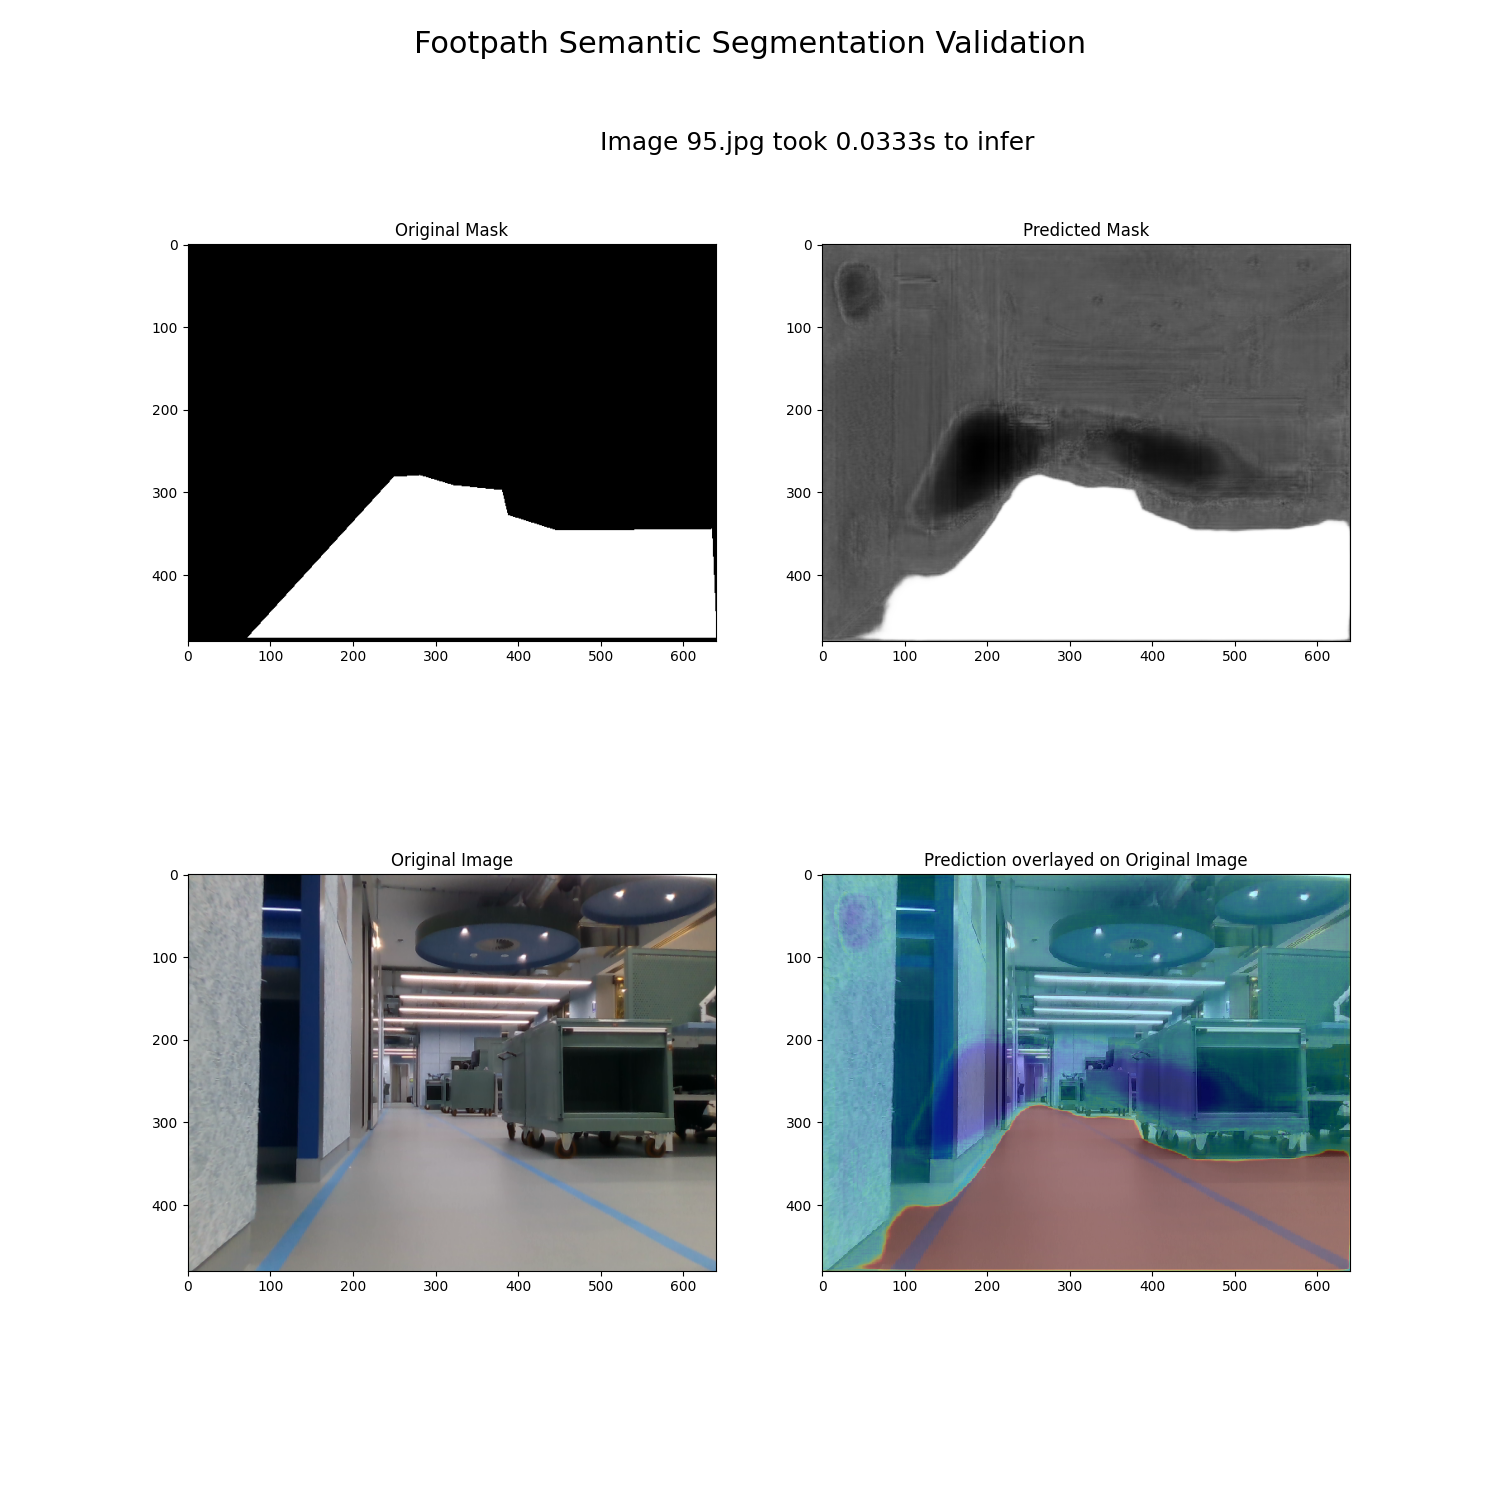 Footpath Semantic Segmentation Validation
Image 95.jpg took 0.0333s to infer
Original Mask
0
100
200
300
400
0 100 200 300 400 500 600
Predicted Mask
0
100
200
300
400
0 100 200 300 400 500 600
Original Image
0
100
200
300
400
0 100 200 300 400 500 600
Prediction overlayed on Original Image
0
100
200
300
400
0 100 200 300 400 500 600